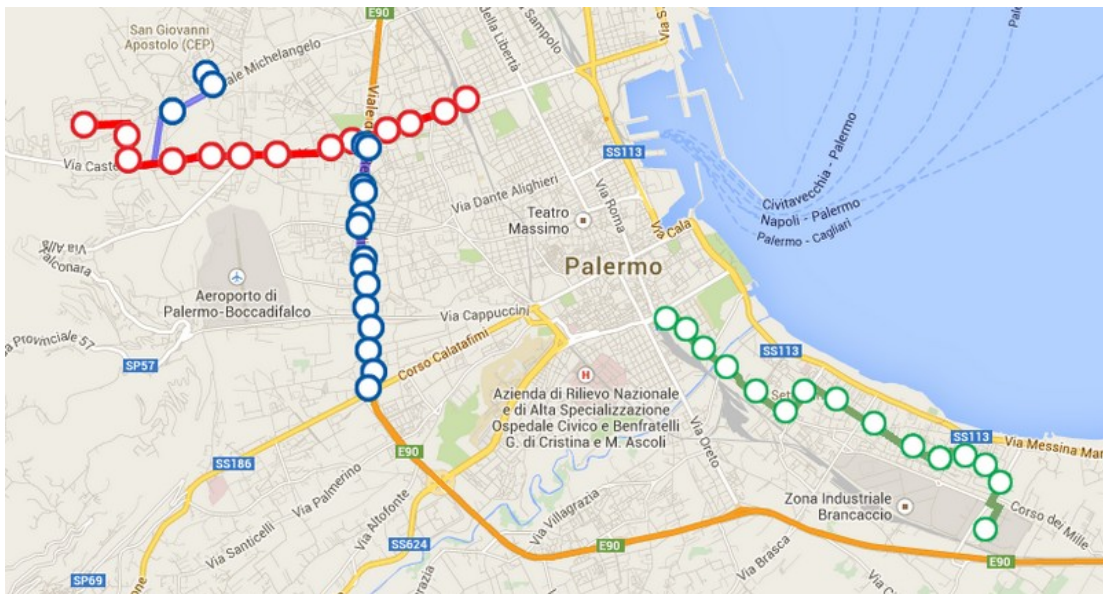 E90
Sampolo
Via
San Giovanni
Apostolo (CEP)
della Libertà
ale Michelangelo
Viale
Via Caste
SS113
Via Dante Alighieri
Via Roma
Teatro
Massimo
Via Cala
Civitavecchia - Palermo
Napoli - Palermo
Palermo - Cagliari
Palermo
Falconara
Aeroporto di
Palermo-Boccadifalco
Via Cappuccini
a Provinciale 57
SP57
Corso Calatafimi
SS113
H
Azienda di Rilievo Nazionale
e di Alta Specializzazione
Ospedale Civico e Benfratelli
G. di Cristina e M. Ascoli
SS113
Via Messina Mar
Via Oreto
E90
SS186
Via Palmerino
Via Altofonte
Via Villagrazia
Zona Industriale
Brancaccio
Corso dei Mille
Via Santicelli
SS624
E90
Via Brasca
E90
SP69